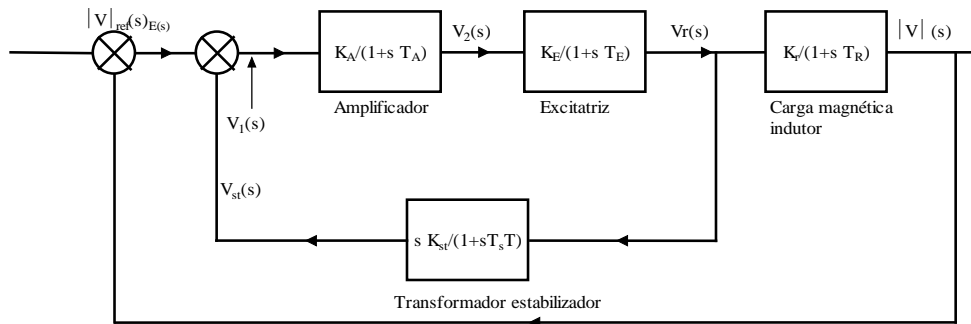 |V|ref(s)E(s)
V2(s)
Vr(s)
|V| (s)
KA/(1+s TA)
KE/(1+s TE)
Kr/(1+s TR)
Amplificador
Excitatriz
Carga magnética
indutor
V1(s)
Vst(s)
s Kst/(1+sTsT)
Transformador estabilizador